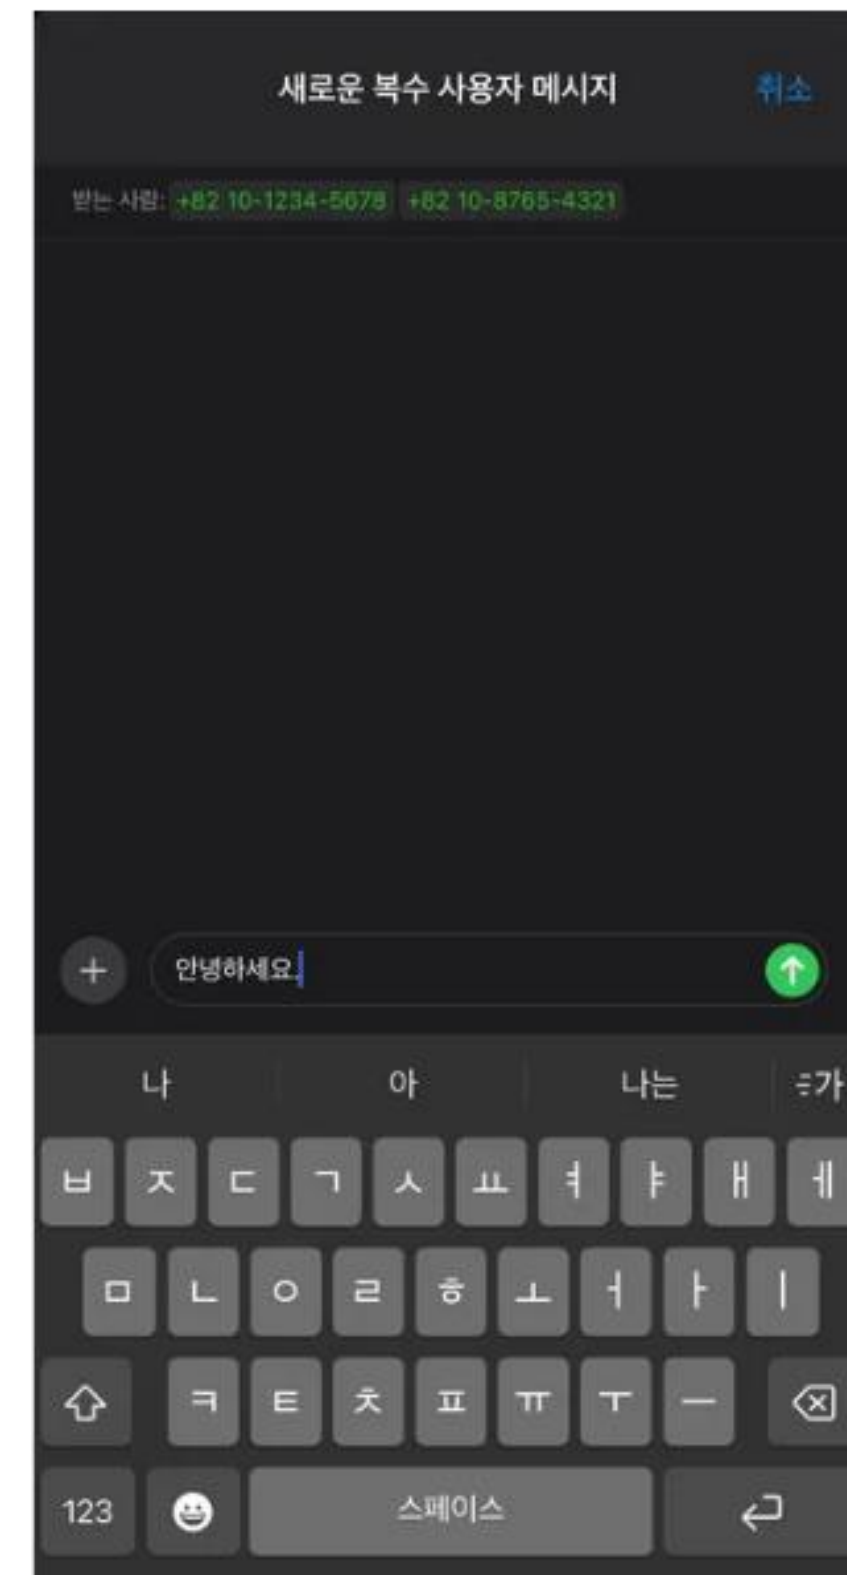 새로운 복수 사용자 메시지 취소
받는 사람: +82 10-1234-5678 +82 10-8765-4321
안녕하세요.
나 아 나는 가
ㅂ ㅈ ㄷ ㄱ ㅅ ㅛ ㅕ ㅑ ㅐ ㅔ
ㅁ ㄴ ㅇ ㄹ ㅎ ㅗ ㅓ ㅏ ㅣ
ㅋ ㅌ ㅊ ㅍ ㅠ ㅜ ㅡ
123 스페이스